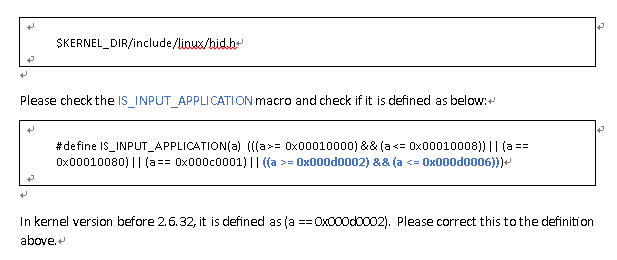 $KERNEL_DIR/include/linux/hid.h
Please check the IS_INPUT_APPLICATION macro and check if it is defined as below:
#define IS_INPUT_APPLICATION(a) (((a>= 0x00010000) && (a<= 0x00010008)) || (a ==
0x00010080) || (a== 0x000c0001) || ((a >= 0x000d0002) && (a <= 0x000d0006)))
In kernel version before 2.6.32, it is defined as (a == 0x000d0002). Please correct this to the definition
above.